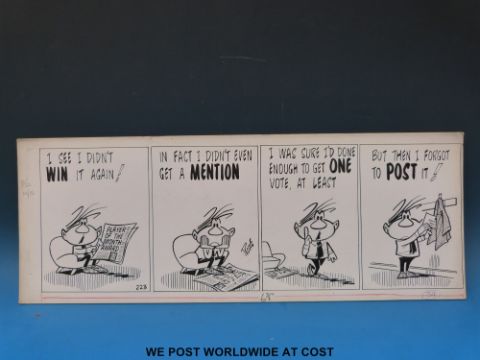 I SEE I DIDN'T
WIN IT AGAIN!
PLAYER
OF THE
MONTH
AWARD
223
IN FACT I DIDN'T EVEN
GET A MENTION
I WAS SURE I'D DONE
ENOUGH TO GET ONE
VOTE, AT LEAST
BUT THEN I FORGOT
TO POST IT!
WE POST WORLDWIDE AT COST